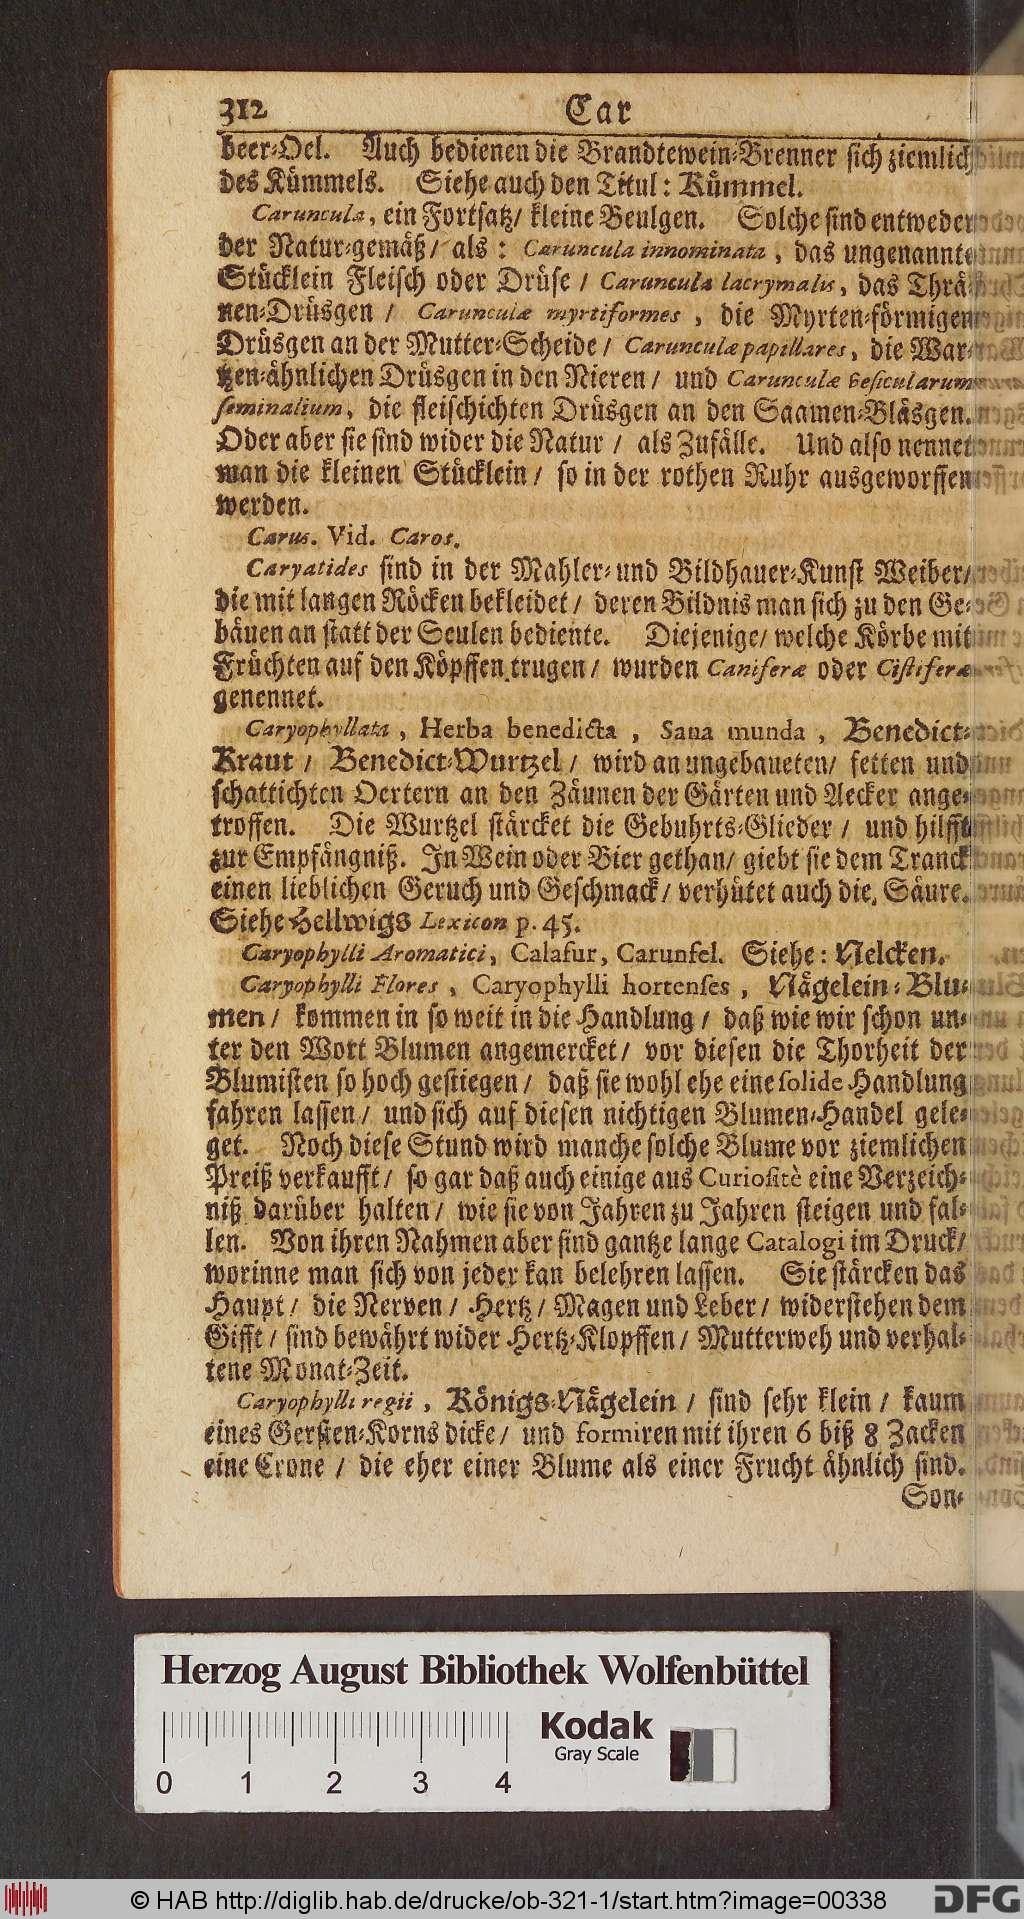 312 Car
beer-Oel. Auch bedienen die Brandtewein-Brenner sich ziemlich
des Kümmels. Siehe auch den Titul: Kümmel.
Caruncula, ein Fortsatz/ kleine Beulgen. Solche sind entweder
der Natur-gemäß/ als: Caruncula innominata, das ungenannte
Stücklein Fleisch oder Drüse/ Caruncula lacrymalis, das Thrä-
nen-Drüsgen/ Carunculæ myrtiformes, die Myrten-förmigen
Drüsgen an der Mutter-Scheide/ Carunculæ papillares, die War-
tzen-ähnlichen Drüsgen in den Nieren/ und Carunculæ vesicularum
seminalium, die fleischichten Drüsgen an den Saamen-Bläsgen.
Oder aber sie sind wider die Natur/ als Zufälle. Und also nennet
man die kleinen Stücklein/ so in der rothen Ruhr ausgeworffen
werden.
Carus. Vid. Caros.
Caryatides sind in der Mahler- und Bildhauer-Kunst Weiber/
die mit langen Röcken bekleidet/ deren Bildnis man sich zu den Ge-
bäuen an statt der Seulen bediente. Diejenige/ welche Körbe mit
Früchten auf den Köpffen trugen/ wurden Caniferæ oder Cistiferæ
genennet.
Caryophyllata, Herba benedicta, Sana munda, Benedict-
Kraut/ Benedict-Wurtzel/ wird an ungebaueten/ fetten und
schattichten Oertern an den Zäunen der Gärten und Aecker ange-
troffen. Die Wurtzel stärcket die Gebuhrts-Glieder/ und hilfft
zur Empfängniß. In Wein oder Bier gethan/ giebt sie dem Tranck
einen lieblichen Geruch und Geschmack/ verhütet auch die Säure.
Siehe Hellwigs Lexicon p. 45.
Caryophylli Aromatici, Calafur, Carunfel. Siehe: Nelcken.
Caryophylli Flores, Caryophylli hortenses, Nägelein-Blu-
men/ kommen in so weit in die Handlung/ daß wie wir schon un-
ter den Wort Blumen angemercket/ vor diesen die Thorheit der
Blumisten so hoch gestiegen/ daß sie wohl ehe eine solide Handlung
fahren lassen/ und sich auf diesen nichtigen Blumen-Handel gele-
get. Noch diese Stund wird manche solche Blume vor ziemlichen
Preiß verkaufft/ so gar daß auch einige aus Curiositè eine Verzeich-
niß darüber halten/ wie sie von Jahren zu Jahren steigen und fal-
len. Von ihren Nahmen aber sind gantze lange Catalogi im Druck/
worinne man sich von jeder kan belehren lassen. Sie stärcken das
Haupt/ die Nerven/ Hertz/ Magen und Leber/ widerstehen dem
Gifft/ sind bewährt wider Hertz-Klopffen/ Mutterweh und verhal-
tene Monat-Zeit.
Caryophylli regii, Königs-Nägelein/ sind sehr klein/ kaum
eines Gersten-Korns dicke/ und formiren mit ihren 6 biß 8 Zacken
eine Crone/ die eher einer Blume als einer Frucht ähnlich sind.
Son-
Herzog August Bibliothek Wolfenbüttel
Kodak
Gray Scale
0 1 2 3 4
© HAB http://diglib.hab.de/drucke/ob-321-1/start.htm?image=00338
DFG